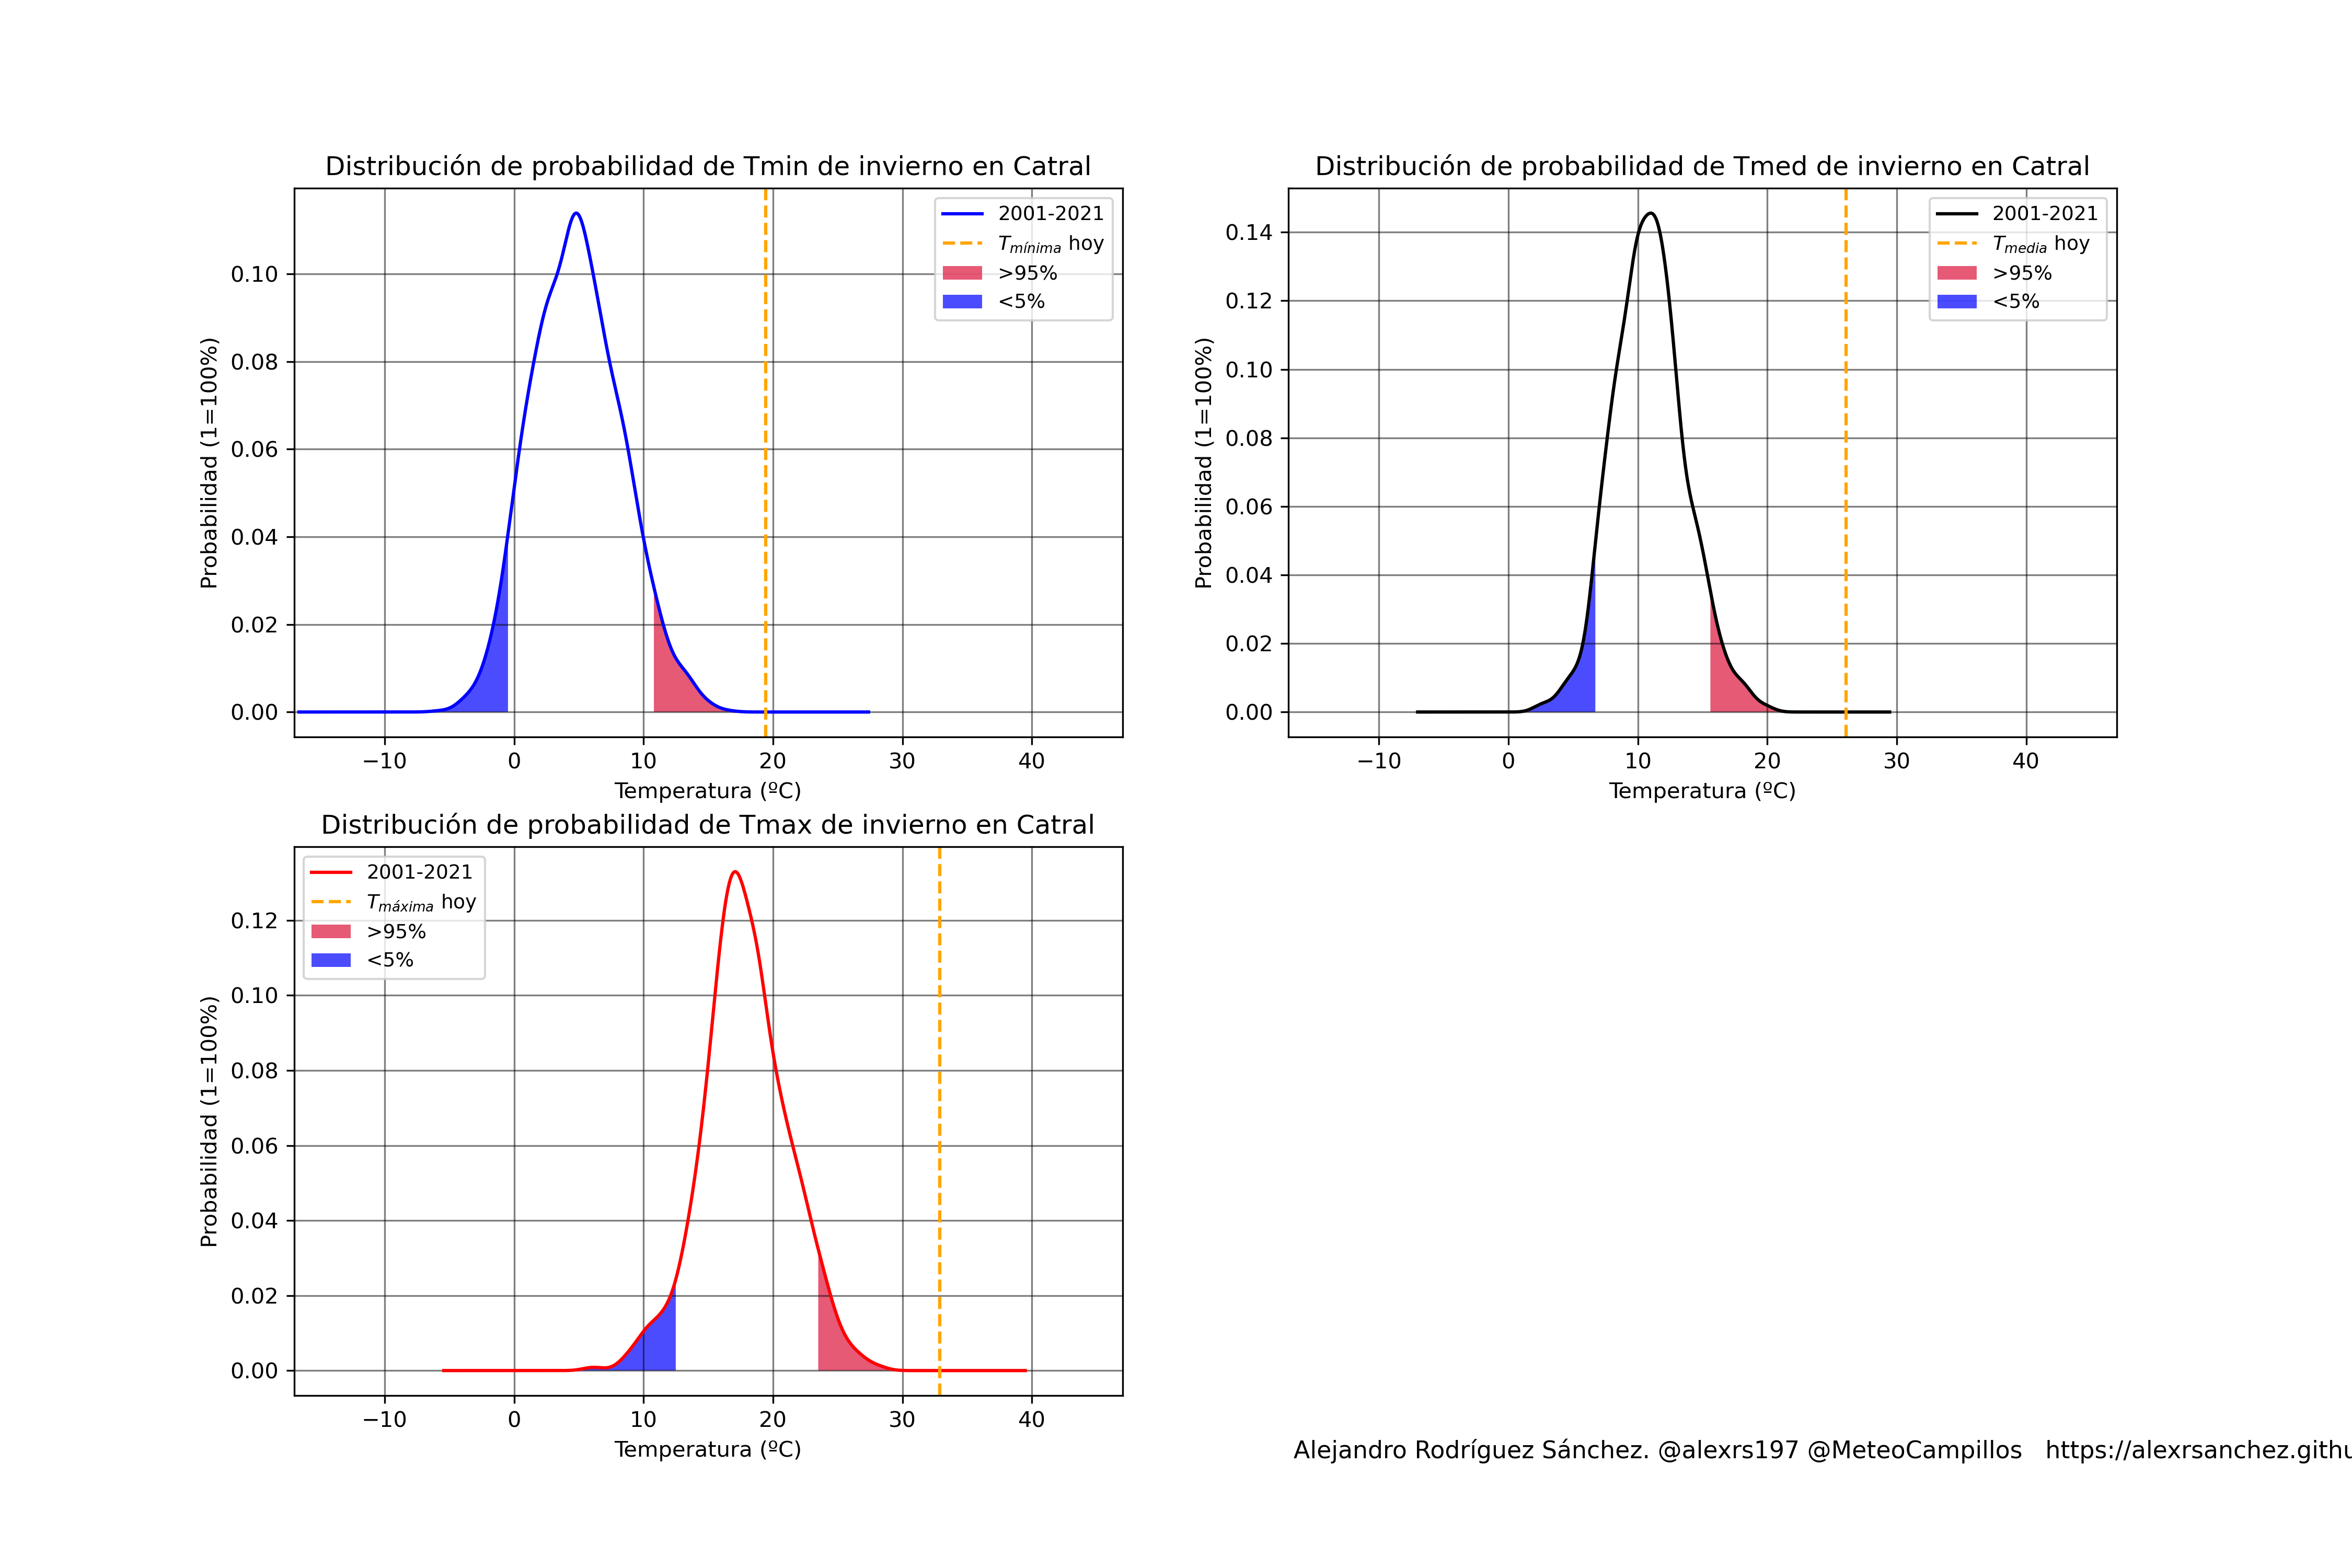 Distribución de probabilidad de Tmin de invierno en Catral
2001-2021
Tmínima hoy
>95%
<5%
0.10
0.08
0.06
0.04
0.02
0.00
Probabilidad (1=100%)
−10 0 10 20 30 40
Temperatura (ºC)
Distribución de probabilidad de Tmed de invierno en Catral
2001-2021
Tmedia hoy
>95%
<5%
0.14
0.12
0.10
0.08
0.06
0.04
0.02
0.00
Probabilidad (1=100%)
−10 0 10 20 30 40
Temperatura (ºC)
Distribución de probabilidad de Tmax de invierno en Catral
2001-2021
Tmáxima hoy
>95%
<5%
0.12
0.10
0.08
0.06
0.04
0.02
0.00
Probabilidad (1=100%)
−10 0 10 20 30 40
Temperatura (ºC)
Alejandro Rodríguez Sánchez. @alexrs197 @MeteoCampillos https://alexrsanchez.githu